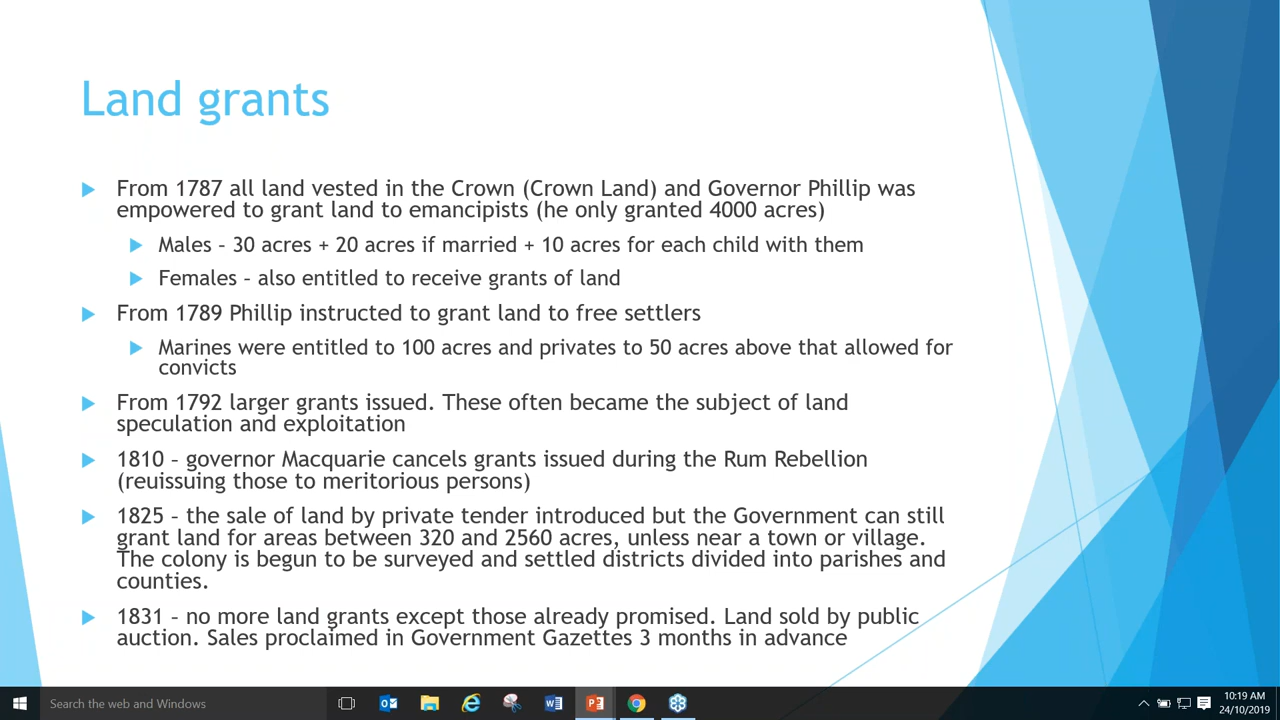 Land grants
From 1787 all land vested in the Crown (Crown Land) and Governor Phillip was
empowered to grant land to emancipists (he only granted 4000 acres)
Males – 30 acres + 20 acres if married + 10 acres for each child with them
Females – also entitled to receive grants of land
From 1789 Phillip instructed to grant land to free settlers
Marines were entitled to 100 acres and privates to 50 acres above that allowed for
convicts
From 1792 larger grants issued. These often became the subject of land
speculation and exploitation
1810 – governor Macquarie cancels grants issued during the Rum Rebellion
(reuissuing those to meritorious persons)
1825 – the sale of land by private tender introduced but the Government can still
grant land for areas between 320 and 2560 acres, unless near a town or village.
The colony is begun to be surveyed and settled districts divided into parishes and
counties.
1831 – no more land grants except those already promised. Land sold by public
auction. Sales proclaimed in Government Gazettes 3 months in advance
Search the web and Windows
10:19 AM
24/10/2019